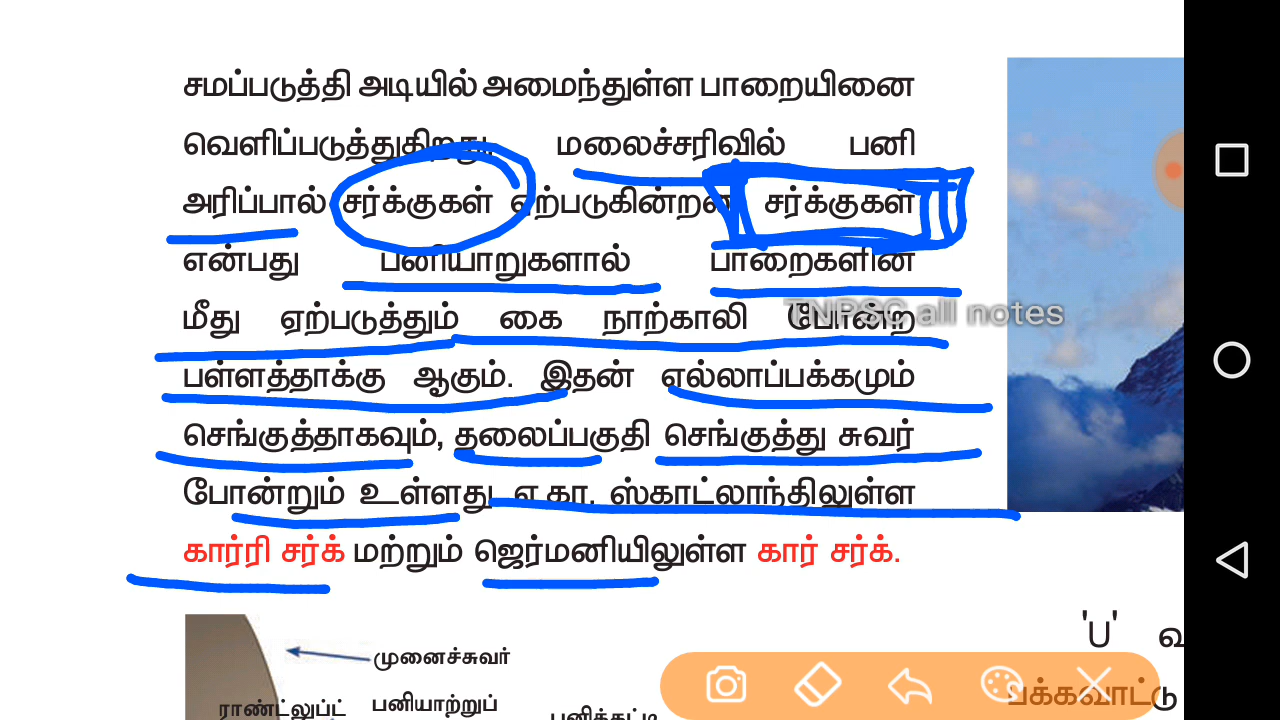 சமப்படுத்தி அடியில் அமைந்துள்ள பாறையினை
வெளிப்படுத்துகிறது. மலைச்சரிவில் பனி
அரிப்பால் சர்க்குகள் ஏற்படுகின்றன. சர்க்குகள்
என்பது பனியாறுகளால் பாறைகளின்
மீது ஏற்படுத்தும் கை நாற்காலி போன்ற
TNPSC all notes
பள்ளத்தாக்கு ஆகும். இதன் எல்லாப்பக்கமும்
செங்குத்தாகவும், தலைப்பகுதி செங்குத்து சுவர்
போன்றும் உள்ளது. எ.கா. ஸ்காட்லாந்திலுள்ள
கார்ரி சர்க் மற்றும் ஜெர்மனியிலுள்ள கார் சர்க்.
'U'
முனைச்சுவர்
பக்கவாட்டு
பனியாற்றுப்